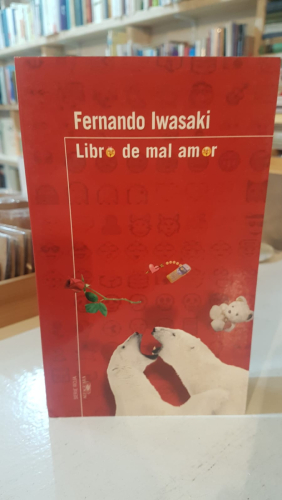 Fernando Iwasaki
Libro de mal amor